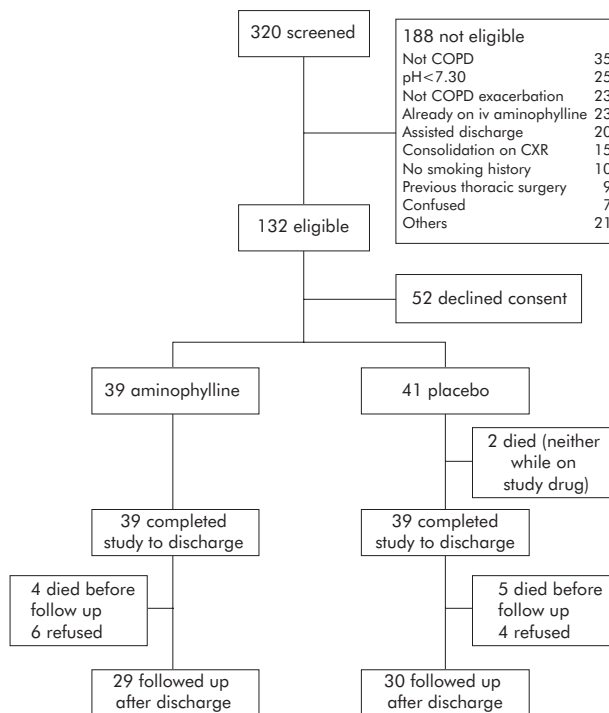 320 screened
188 not eligible
Not COPD 35
pH<7.30 25
Not COPD exacerbation 23
Already on iv aminophylline 23
Assisted discharge 20
Consolidation on CXR 15
No smoking history 10
Previous thoracic surgery 9
Confused 7
Others 21
132 eligible
52 declined consent
39 aminophylline
41 placebo
2 died (neither
while on
study drug)
39 completed
study to discharge
39 completed
study to discharge
4 died before
follow up
6 refused
5 died before
follow up
4 refused
29 followed up
after discharge
30 followed up
after discharge